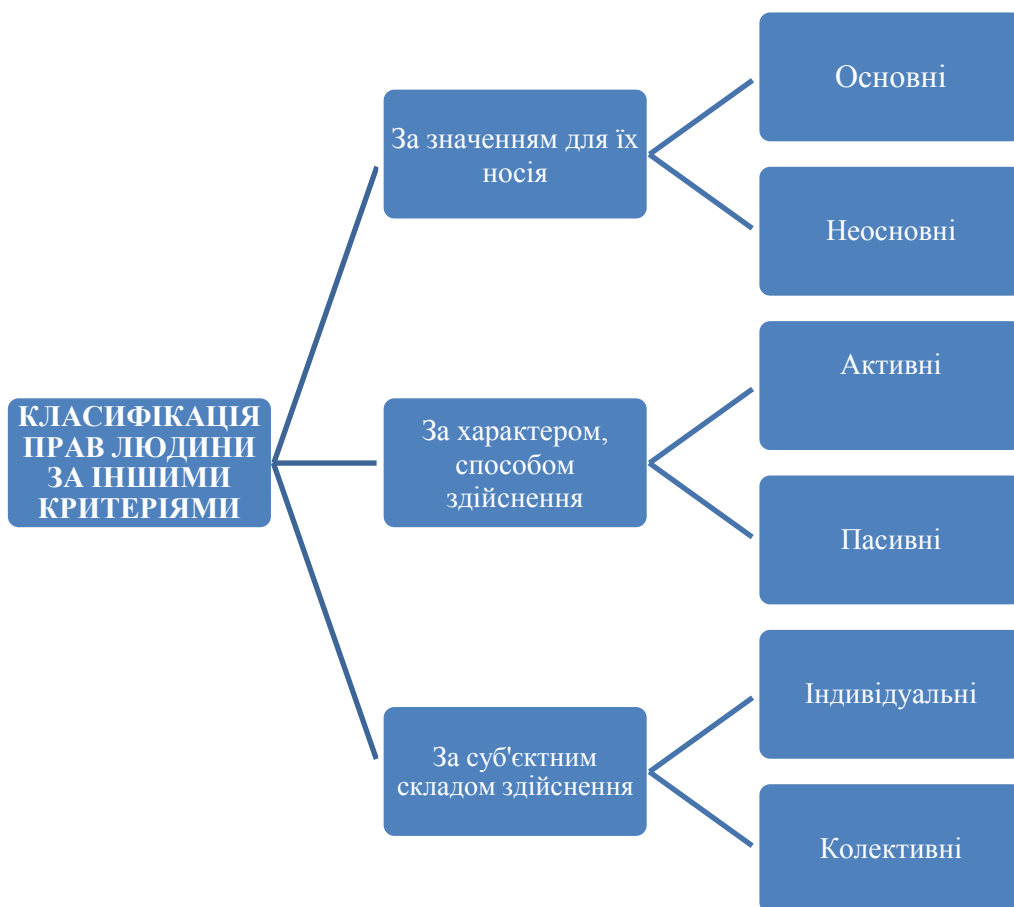 КЛАСИФІКАЦІЯ
ПРАВ ЛЮДИНИ
ЗА ІНШИМИ
КРИТЕРІЯМИ
За значенням для їх
носія
Основні
Неосновні
За характером,
способом
здійснення
Активні
Пасивні
За суб'єктним
складом здійснення
Індивідуальні
Колективні